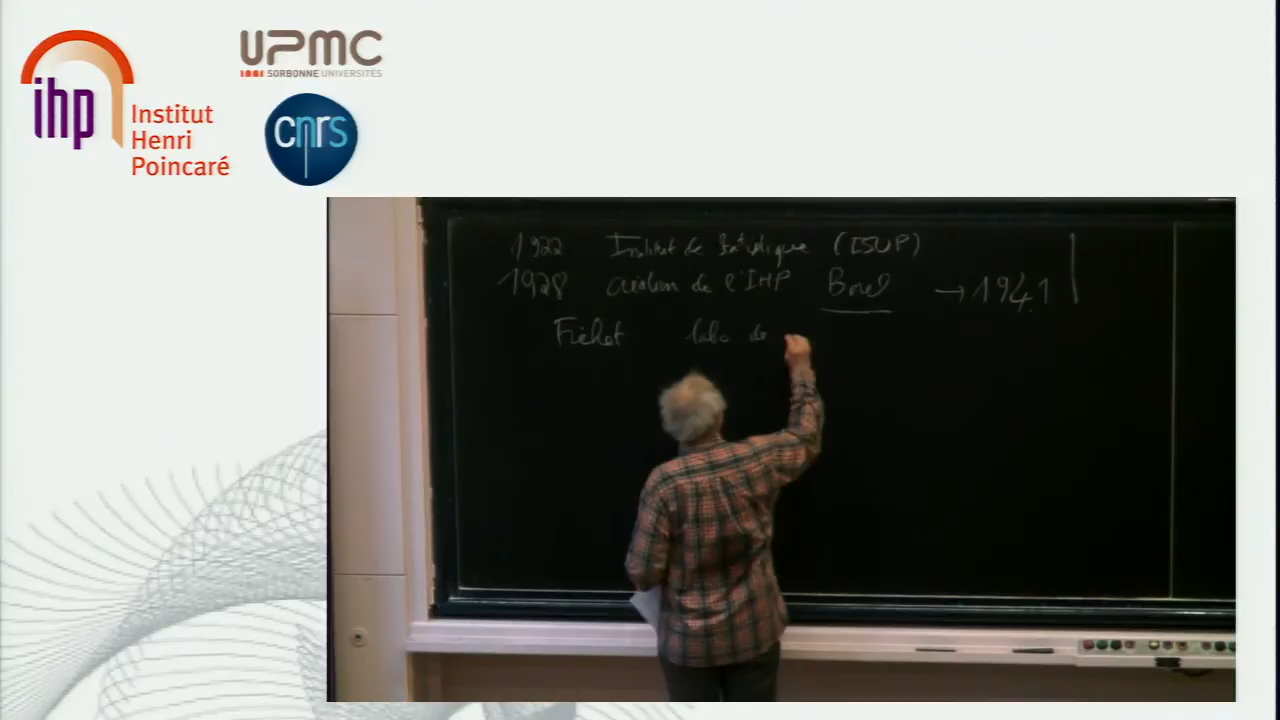 ihp
Institut
Henri
Poincaré
UPMC
SORBONNE UNIVERSITÉS
cnrs
1922 Institut de Statistique (ISUP)
1928 création de l'IHP Borel → 1941
Fréchet labo de